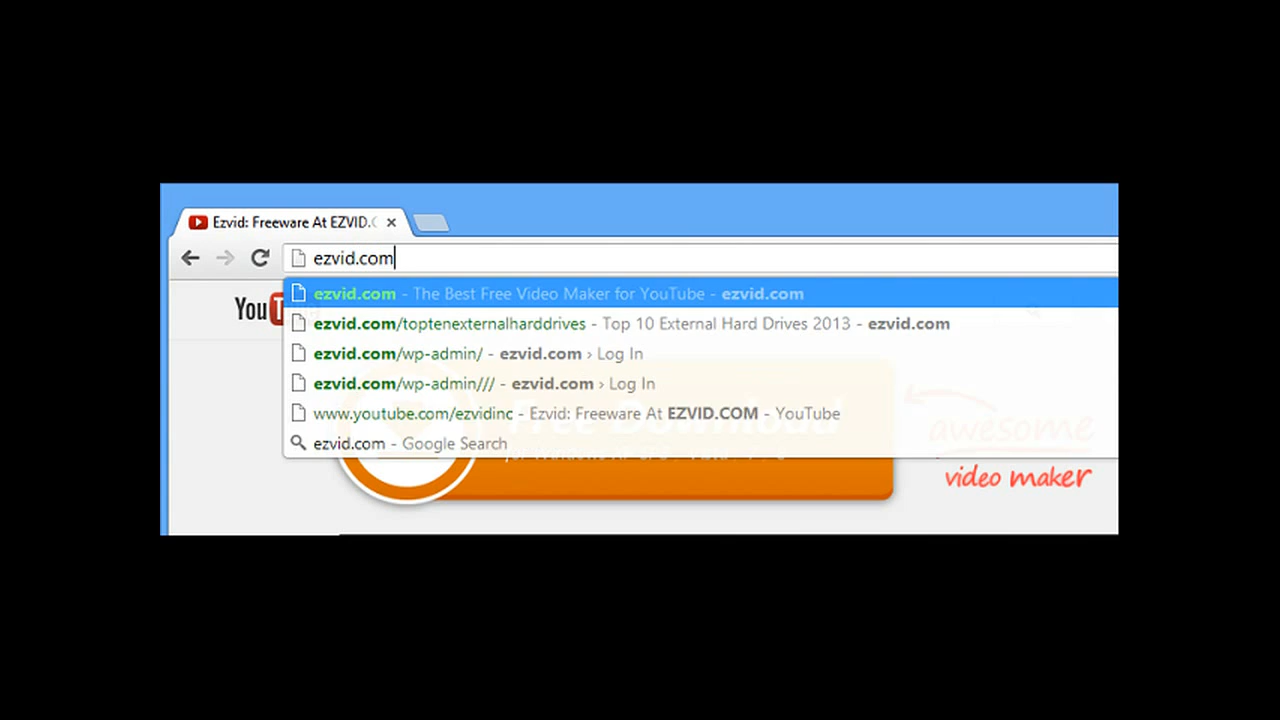 Ezvid: Freeware At EZVID.C
ezvid.com
You
ezvid.com - The Best Free Video Maker for YouTube - ezvid.com
ezvid.com/toptenexternalharddrives - Top 10 External Hard Drives 2013 - ezvid.com
ezvid.com/wp-admin/ - ezvid.com › Log In
ezvid.com/wp-admin/// - ezvid.com › Log In
www.youtube.com/ezvidinc - Ezvid: Freeware At EZVID.COM - YouTube
Free Download
awesome
ezvid.com - Google Search
video maker